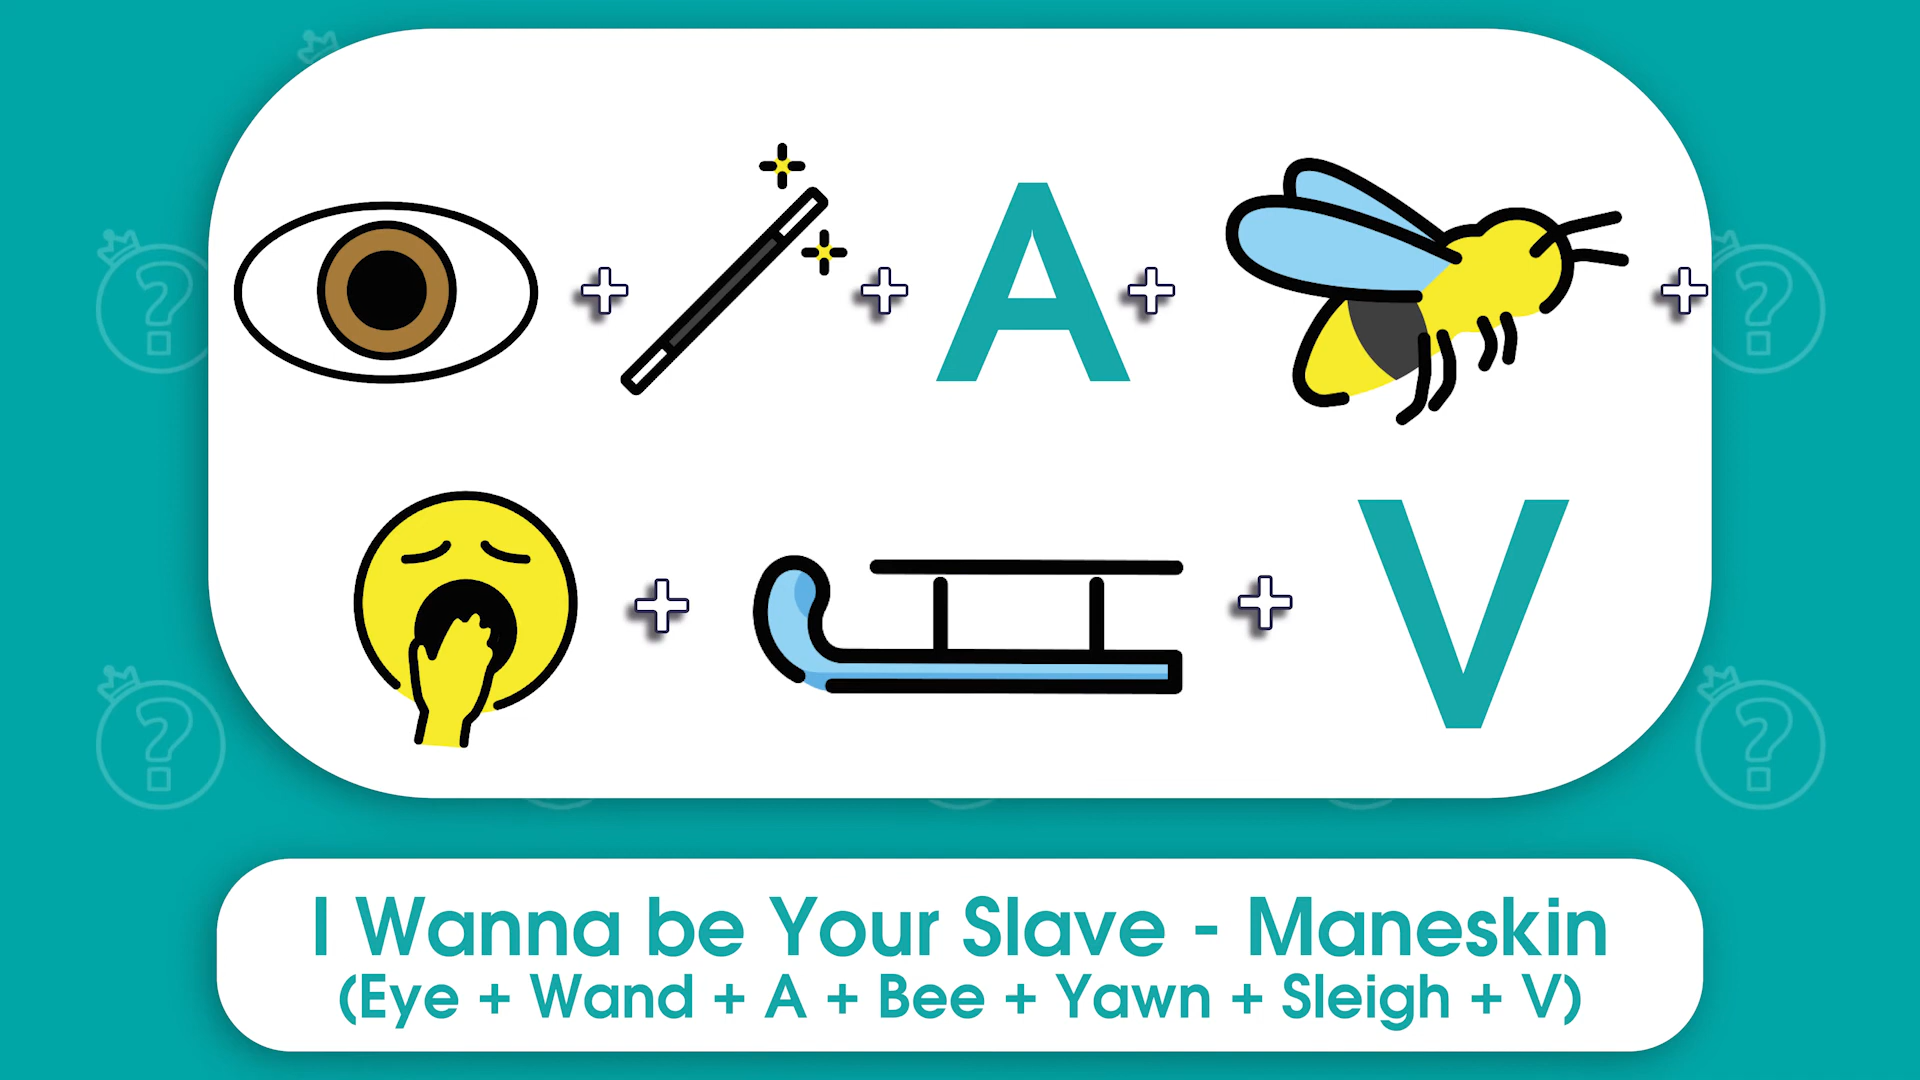 + + A + +
+ + V
I Wanna be Your Slave - Maneskin
(Eye + Wand + A + Bee + Yawn + Sleigh + V)